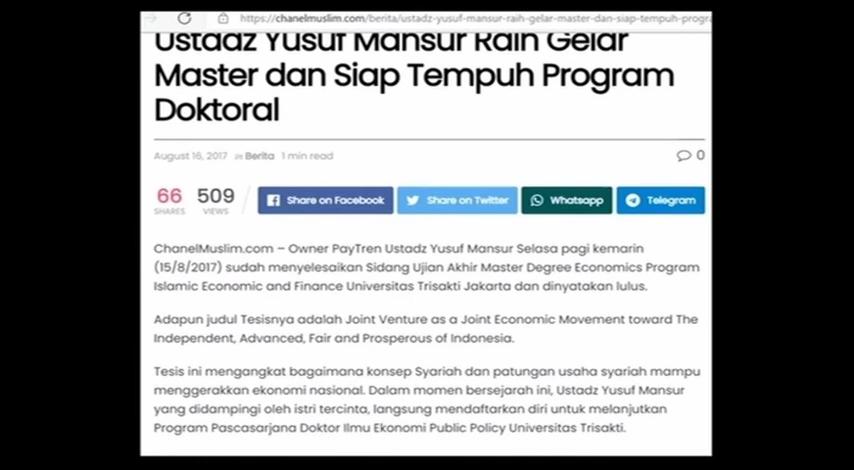 https://chanelmuslim.com/berita/ustadz-yusuf-mansur-raih-gelar-master-dan-siap-tempuh-progra
Ustadz Yusuf Mansur Raih Gelar
Master dan Siap Tempuh Program
Doktoral
August 16, 2017 in Berita 1 min read 0
66 509 Share on Facebook Share on Twitter Whatsapp Telegram
SHARES VIEWS
ChanelMuslim.com – Owner PayTren Ustadz Yusuf Mansur Selasa pagi kemarin
(15/8/2017) sudah menyelesaikan Sidang Ujian Akhir Master Degree Economics Program
Islamic Economic and Finance Universitas Trisakti Jakarta dan dinyatakan lulus.
Adapun judul Tesisnya adalah Joint Venture as a Joint Economic Movement toward The
Independent, Advanced, Fair and Prosperous of Indonesia.
Tesis ini mengangkat bagaimana konsep Syariah dan patungan usaha syariah mampu
menggerakkan ekonomi nasional. Dalam momen bersejarah ini, Ustadz Yusuf Mansur
yang didampingi oleh istri tercinta, langsung mendaftarkan diri untuk melanjutkan
Program Pascasarjana Doktor Ilmu Ekonomi Public Policy Universitas Trisakti.